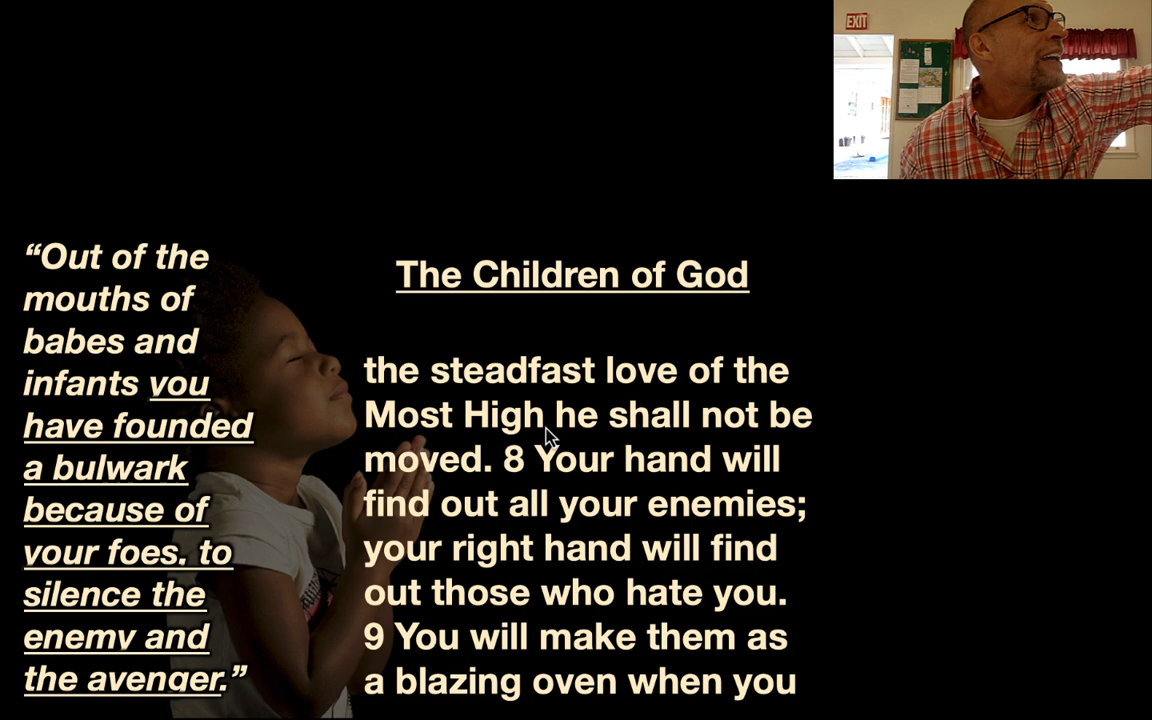 EXIT
“Out of the
mouths of
babes and
infants you
have founded
a bulwark
because of
your foes, to
silence the
enemy and
the avenger.”
The Children of God
the steadfast love of the
Most High he shall not be
moved. 8 Your hand will
find out all your enemies;
your right hand will find
out those who hate you.
9 You will make them as
a blazing oven when you